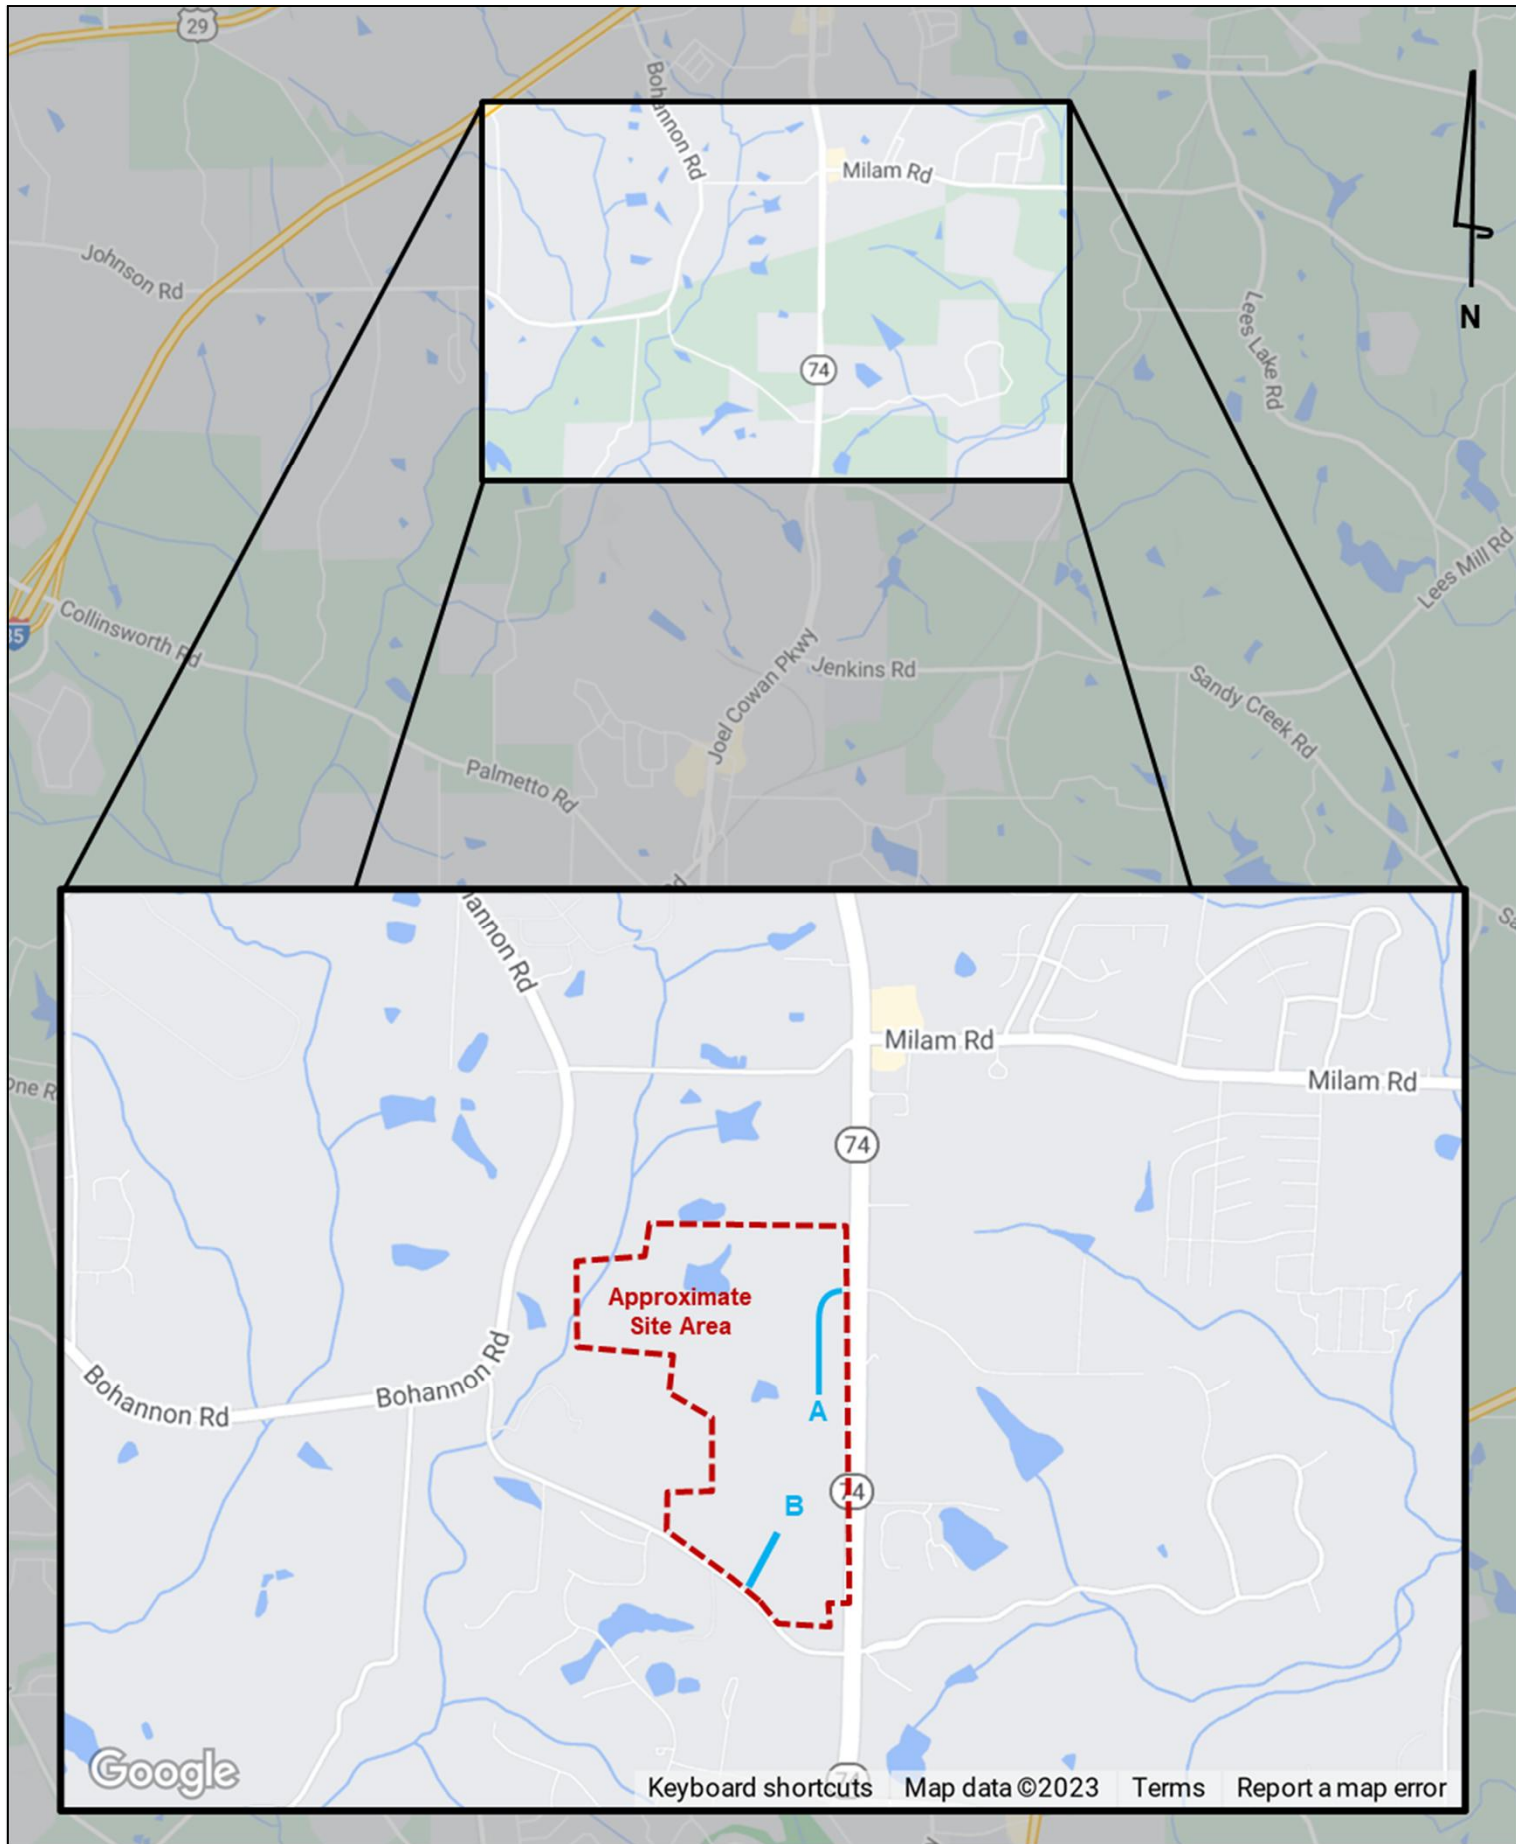 29
Bohannon Rd
Milam Rd
Johnson Rd
Lees Lake Rd
N
74
Lees Mill Rd
Collinsworth Rd
Jenkins Rd
Joel Cowan Pkwy
Sandy Creek Rd
Palmetto Rd
annon Rd
Milam Rd
Milam Rd
74
Approximate
Site Area
Bohannon Rd
Bohannon Rd
A
74
B
74
Google
Keyboard shortcuts Map data ©2023 Terms Report a map error